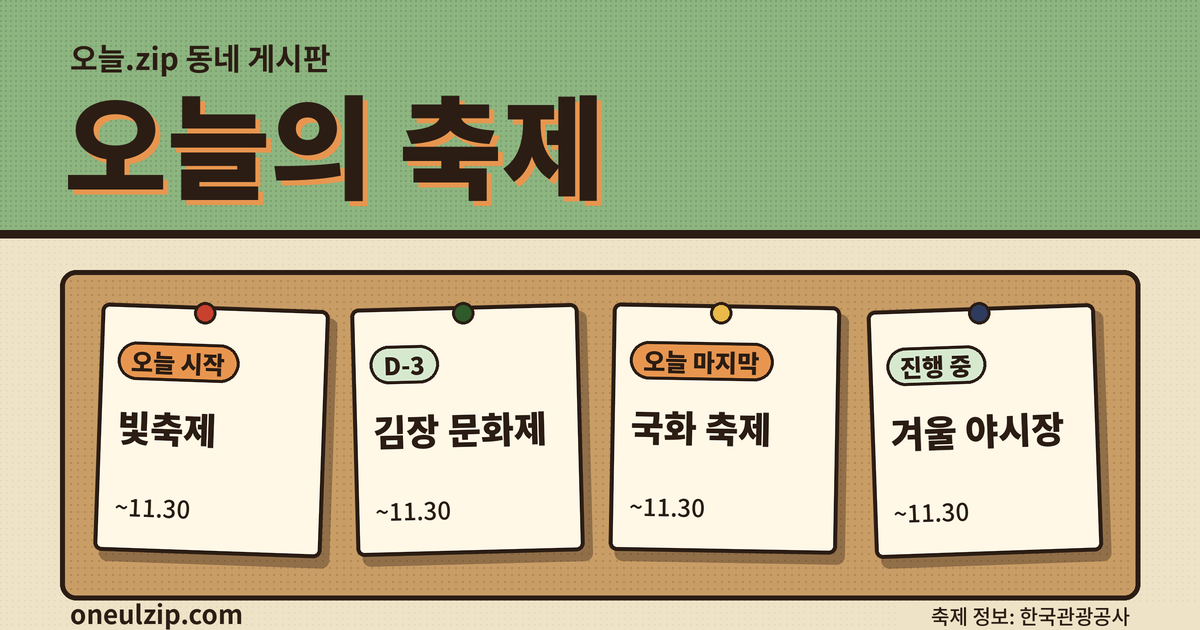 오늘.zip 동네 게시판
오늘의 축제
오늘 시작
빛축제
~11.30
D-3
김장 문화제
~11.30
오늘 마지막
국화 축제
~11.30
진행 중
겨울 야시장
~11.30
oneulzip.com
축제 정보: 한국관광공사